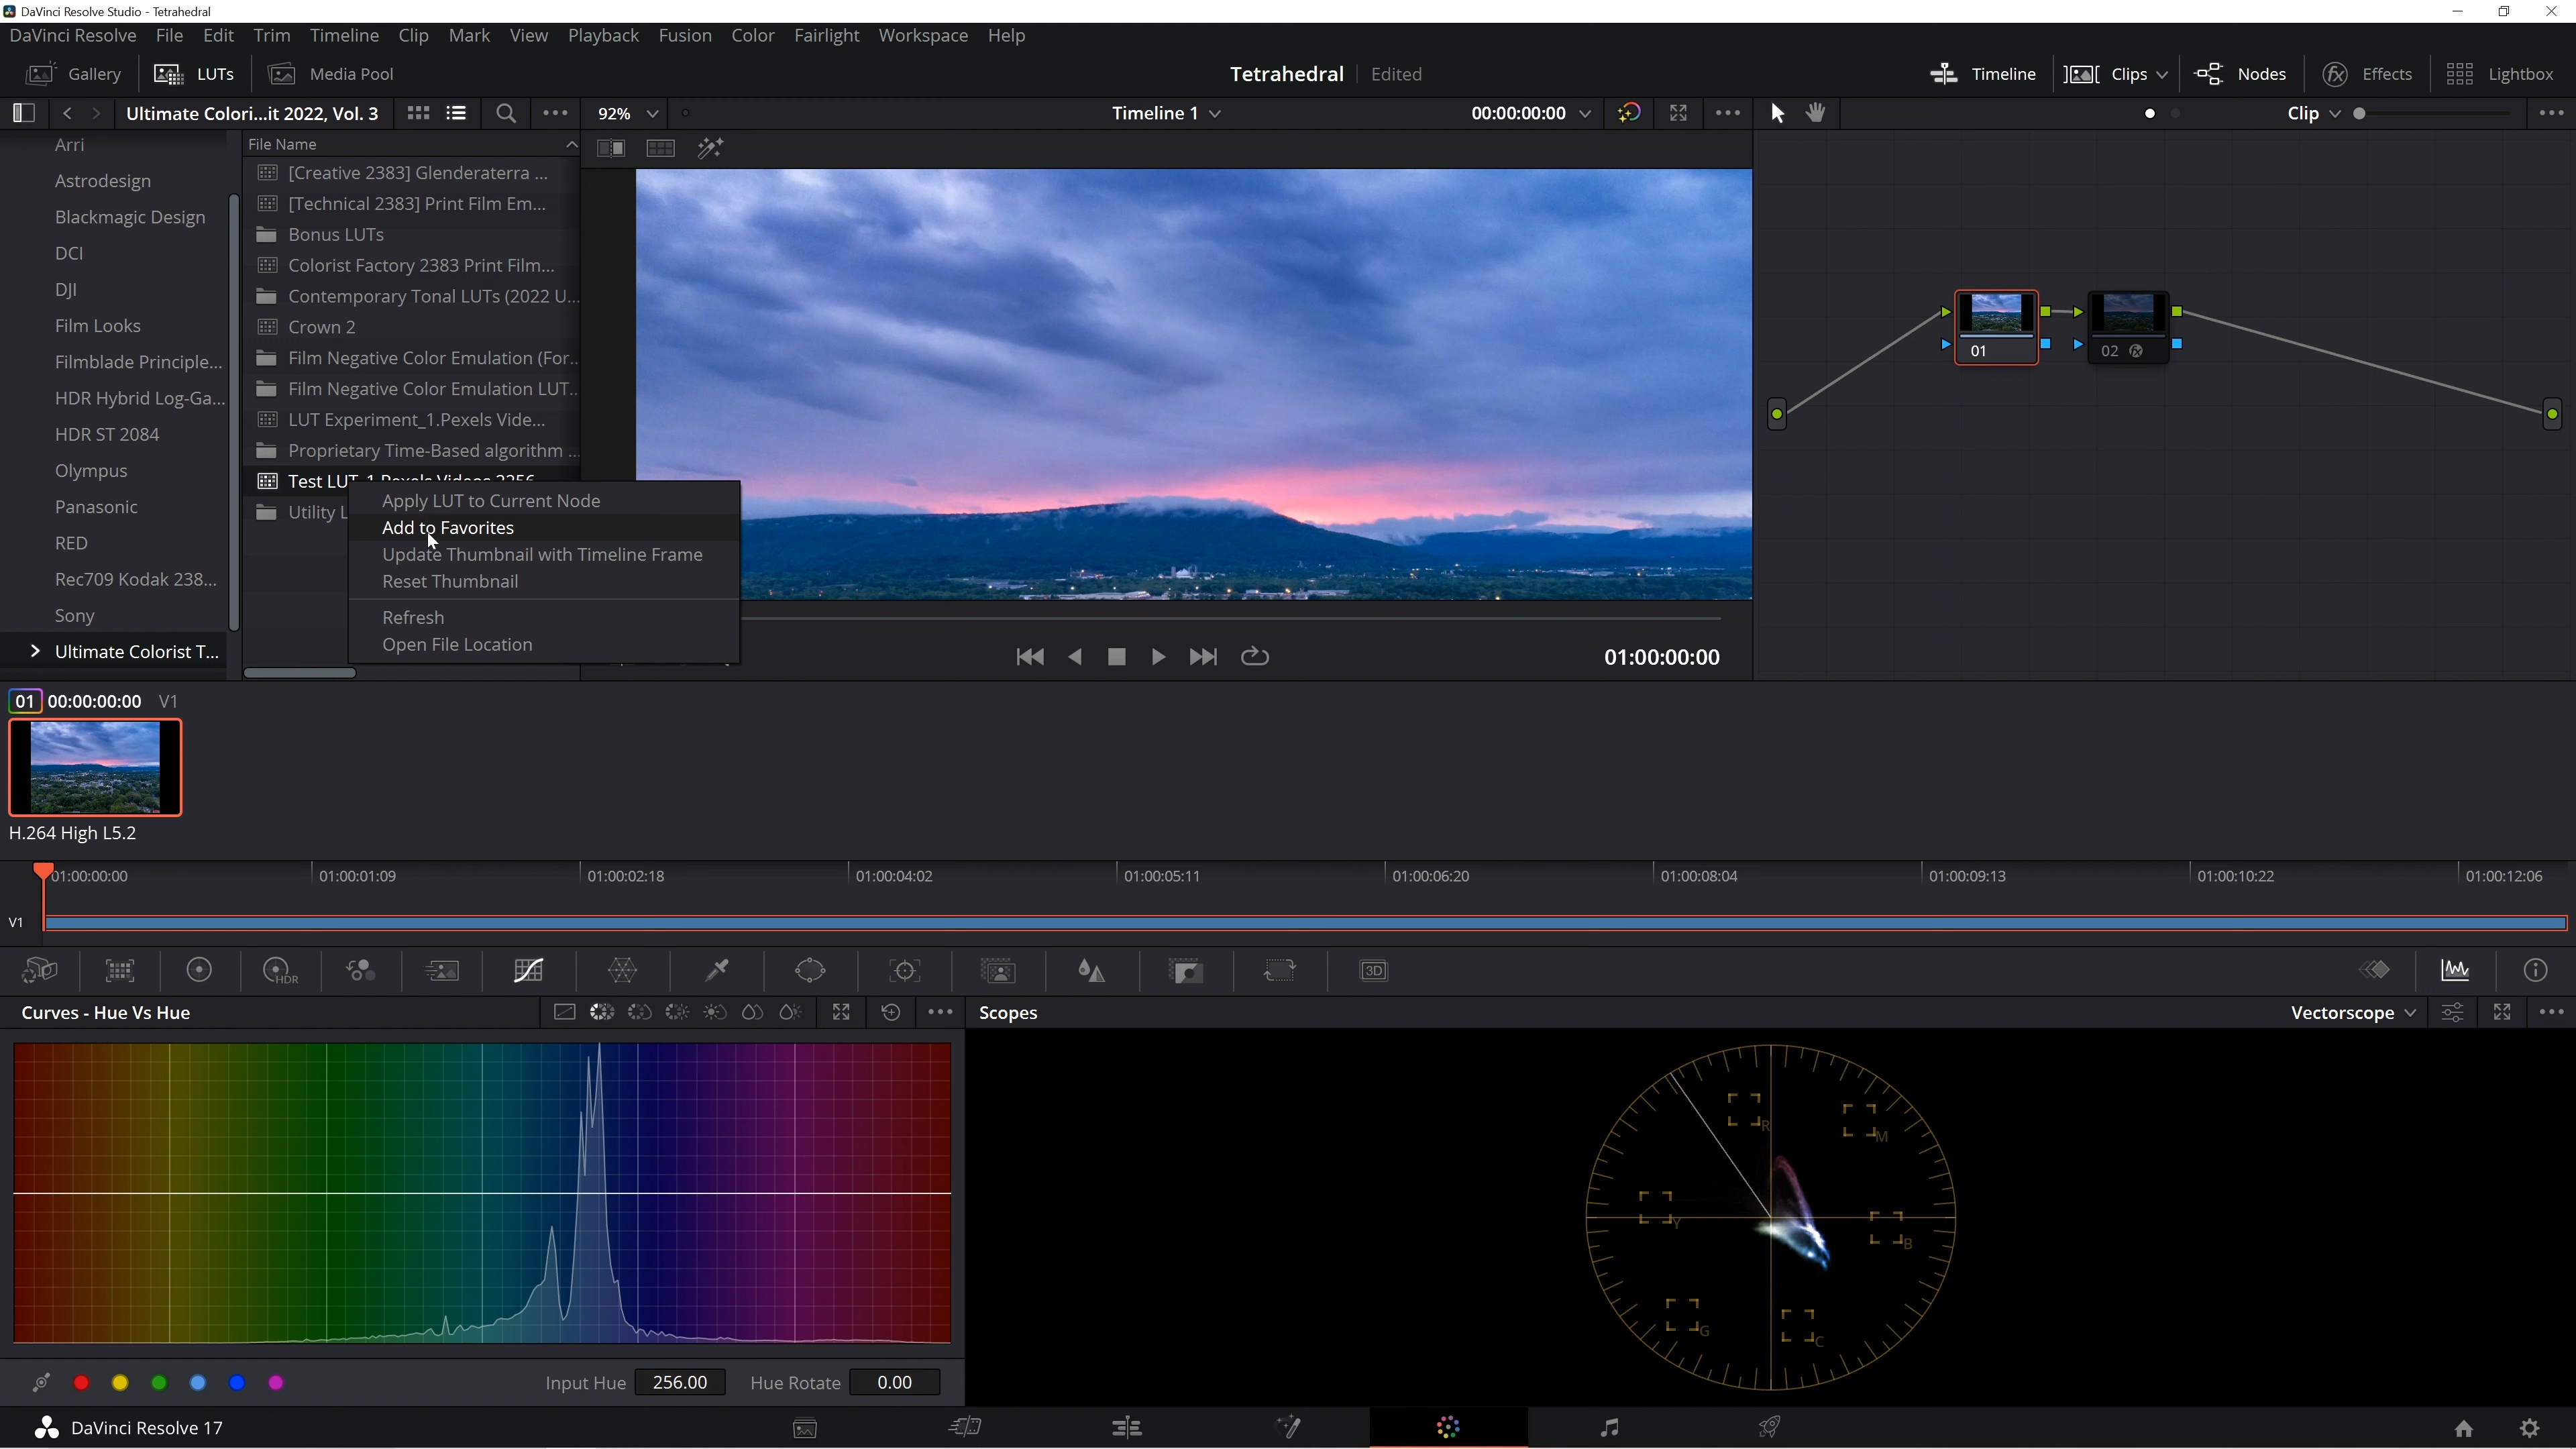 DaVinci Resolve Studio - Tetrahedral
DaVinci Resolve File Edit Trim Timeline Clip Mark View Playback Fusion Color Fairlight Workspace Help
Gallery LUTs Media Pool Tetrahedral Edited Timeline Clips Nodes Effects Lightbox
Ultimate Colori...it 2022, Vol. 3 92% Timeline 1 00:00:00:00 Clip
File Name
Arri
Astrodesign
Blackmagic Design
DCI
DJI
Film Looks
Filmblade Principle...
HDR Hybrid Log-Ga...
HDR ST 2084
Olympus
Panasonic
RED
Rec709 Kodak 238...
Sony
Ultimate Colorist T...
[Creative 2383] Glenderaterra ...
[Technical 2383] Print Film Em...
Bonus LUTs
Colorist Factory 2383 Print Film...
Contemporary Tonal LUTs (2022 U...
Crown 2
Film Negative Color Emulation (For...
Film Negative Color Emulation LUT...
LUT Experiment_1.Pexels Vide...
Proprietary Time-Based algorithm ...
Test LUT_1.Pexels Videos 2256
Utility L
Apply LUT to Current Node
Add to Favorites
Update Thumbnail with Timeline Frame
Reset Thumbnail
Refresh
Open File Location
01:00:00:00
01
02
01 00:00:00:00 V1
H.264 High L5.2
01:00:00:00 01:00:01:09 01:00:02:18 01:00:04:02 01:00:05:11 01:00:06:20 01:00:08:04 01:00:09:13 01:00:10:22 01:00:12:06
V1
HDR
3D
Curves - Hue Vs Hue
Scopes
Vectorscope
R
M
Y
B
G
C
Input Hue 256.00 Hue Rotate 0.00
DaVinci Resolve 17